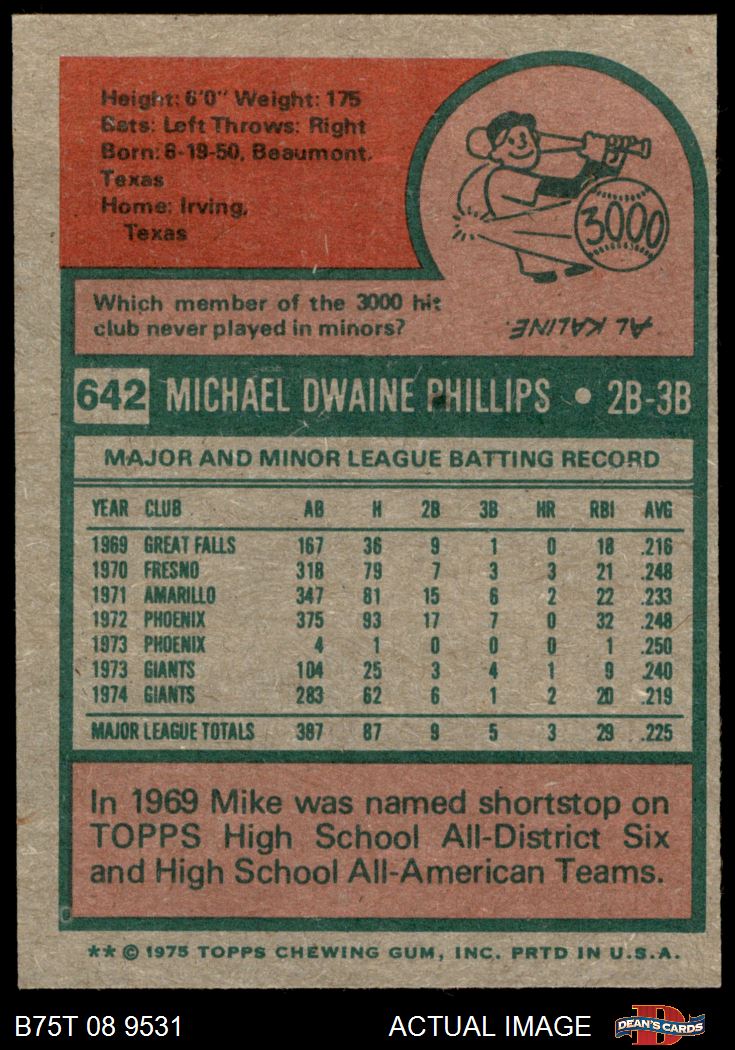 Height: 6'0" Weight: 175
Bats: Left Throws: Right
Born: 8-19-50, Beaumont,
Texas
Home: Irving,
Texas
3000
Which member of the 3000 hit
club never played in minors?
AL KALINE.
642 MICHAEL DWAINE PHILLIPS • 2B-3B
MAJOR AND MINOR LEAGUE BATTING RECORD
YEAR CLUB AB H 2B 3B HR RBI AVG
1969 GREAT FALLS 167 36 9 1 0 18 .216
1970 FRESNO 318 79 7 3 3 21 .248
1971 AMARILLO 347 81 15 6 2 22 .233
1972 PHOENIX 375 93 17 7 0 32 .248
1973 PHOENIX 4 1 0 0 0 1 .250
1973 GIANTS 104 25 3 4 1 9 .240
1974 GIANTS 283 62 6 1 2 20 .219
MAJOR LEAGUE TOTALS 387 87 9 5 3 29 .225
In 1969 Mike was named shortstop on
TOPPS High School All-District Six
and High School All-American Teams.
** © 1975 TOPPS CHEWING GUM, INC. PRTD IN U.S.A.
B75T 08 9531 ACTUAL IMAGE DEAN'S CARDS